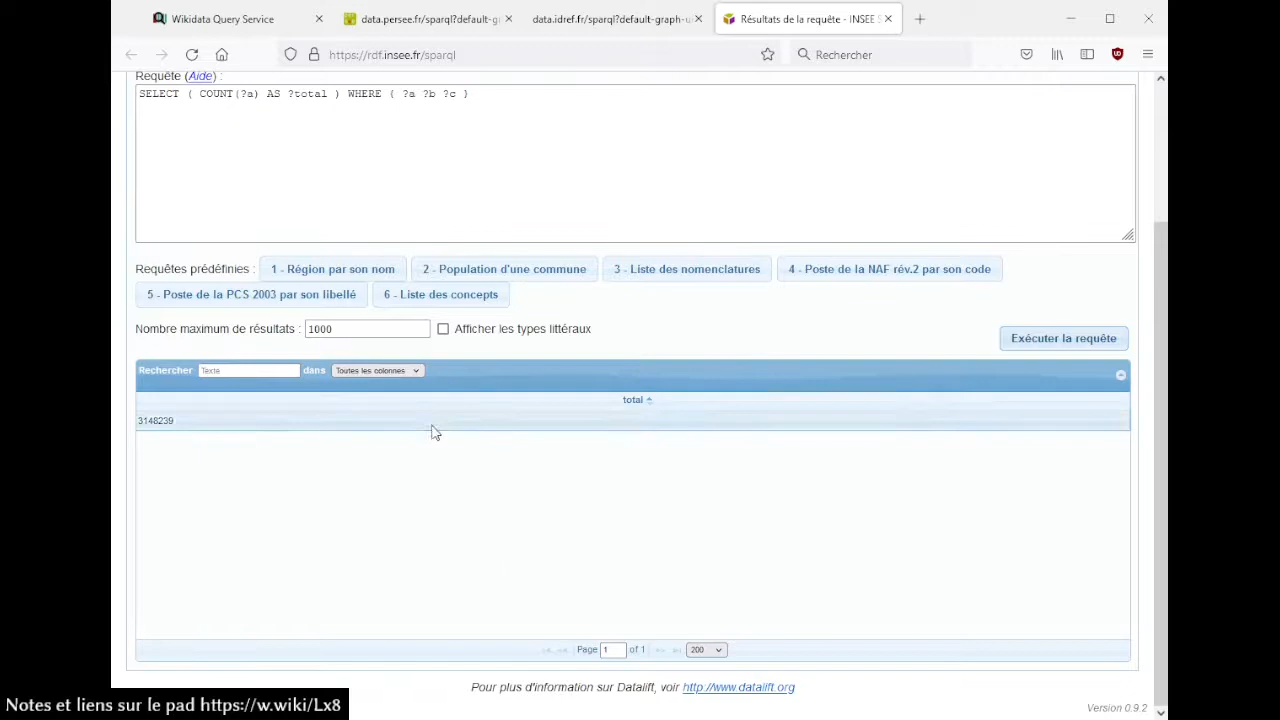 Wikidata Query Service
data.persee.fr/sparql?default-g
data.idref.fr/sparql?default-graph-u
Résultats de la requête - INSEE S
https://rdf.insee.fr/sparql
Rechercher
Requête (Aide) :
SELECT ( COUNT(?a) AS ?total ) WHERE { ?a ?b ?c }
Requêtes prédéfinies :
1 - Région par son nom
2 - Population d'une commune
3 - Liste des nomenclatures
4 - Poste de la NAF rév.2 par son code
5 - Poste de la PCS 2003 par son libellé
6 - Liste des concepts
Nombre maximum de résultats : 1000
Afficher les types littéraux
Exécuter la requête
Rechercher Texte dans Toutes les colonnes
total
3148239
Page 1 of 1 200
Pour plus d'information sur Datalift, voir http://www.datalift.org
Version 0.9.2
Notes et liens sur le pad https://w.wiki/Lx8